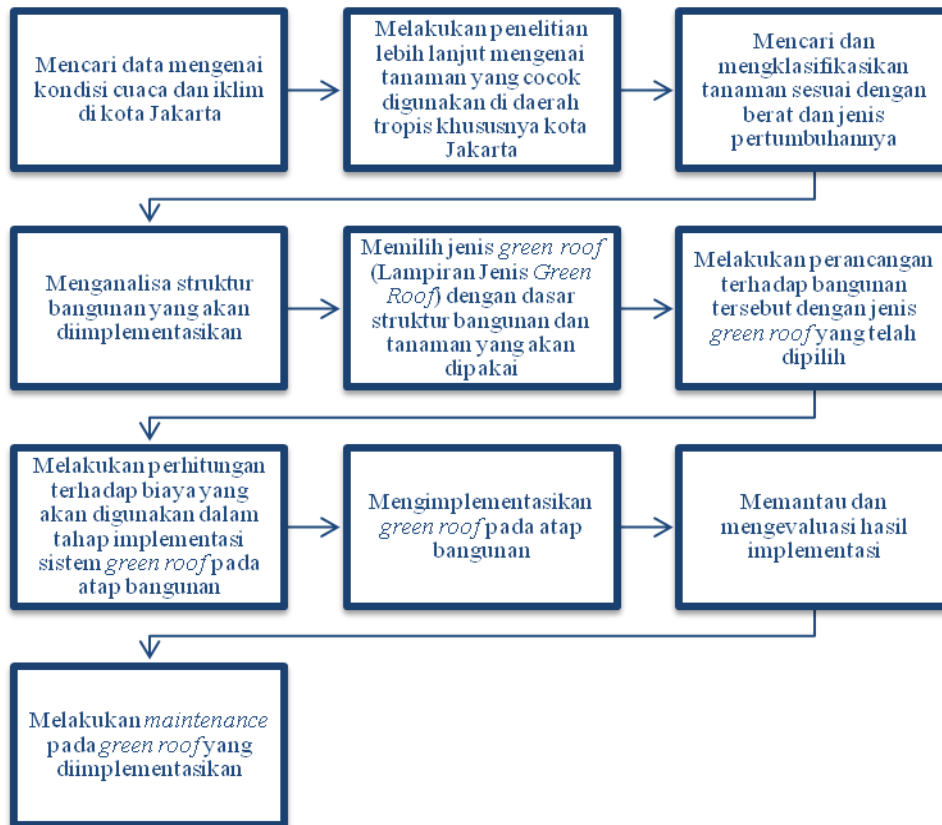 Mencari data mengenai
kondisi cuaca dan iklim
di kota Jakarta
Melakukan penelitian
lebih lanjut mengenai
tanaman yang cocok
digunakan di daerah
tropis khususnya kota
Jakarta
Mencari dan
mengklasifikasikan
tanaman sesuai dengan
berat dan jenis
pertumbuhannya
Menganalisa struktur
bangunan yang akan
diimplementasikan
Memilih jenis green roof
(Lampiran Jenis Green
Roof) dengan dasar
struktur bangunan dan
tanaman yang akan
dipakai
Melakukan perancangan
terhadap bangunan
tersebut dengan jenis
green roof yang telah
dipilih
Melakukan perhitungan
terhadap biaya yang
akan digunakan dalam
tahap implementasi
sistem green roof pada
atap bangunan
Mengimplementasikan
green roof pada atap
bangunan
Memantau dan
mengevaluasi hasil
implementasi
Melakukan maintenance
pada green roof yang
diimplementasikan